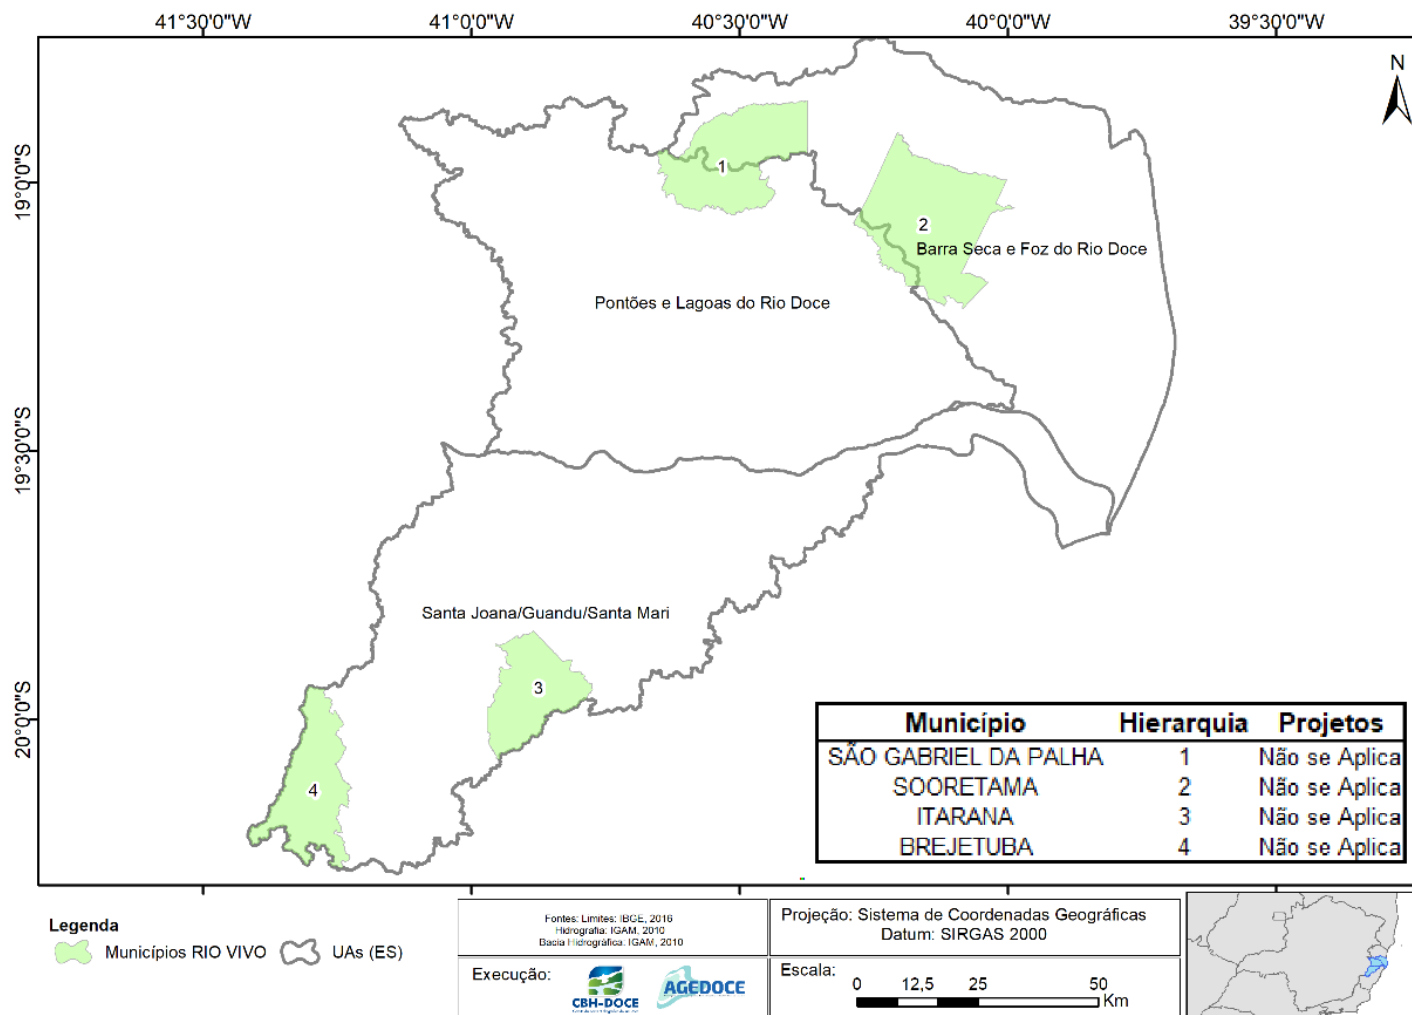 41°30'0"W 41°0'0"W 40°30'0"W 40°0'0"W 39°30'0"W
N
19°0'0"S
19°30'0"S
20°0'0"S
1
2
Barra Seca e Foz do Rio Doce
Pontões e Lagoas do Rio Doce
Santa Joana/Guandu/Santa Mari
3
4
Município Hierarquia Projetos
SÃO GABRIEL DA PALHA 1 Não se Aplica
SOORETAMA 2 Não se Aplica
ITARANA 3 Não se Aplica
BREJETUBA 4 Não se Aplica
Legenda
Municípios RIO VIVO UAs (ES)
Fontes: Limites: IBGE, 2016
Hidrografia: IGAM, 2010
Bacia Hidrográfica: IGAM, 2010
Execução:
CBH-DOCE
AGEDOCE
Projeção: Sistema de Coordenadas Geográficas
Datum: SIRGAS 2000
Escala:
0 12,5 25 50
Km